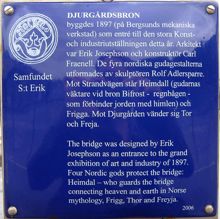 DJURGÅRDSBRON
byggdes 1897 (på Bergsunds mekaniska
verkstad) som entré till den stora Konst-
och industriutställningen detta år. Arkitekt
var Erik Josephson och konstruktör Carl
Fraenell. De fyra nordiska gudagestalterna
utformades av skulptören Rolf Adlersparre.
Mot Strandvägen står Heimdall (gudarnas
väktare vid bron Bifrost - regnbågen -
som förbinder jorden med himlen) och
Frigga. Mot Djurgården vänder sig Tor
och Freja.
Samfundet
S:t Erik
The bridge was designed by Erik
Josephson as an entrance to the grand
exhibition of art and industry of 1897.
Four Nordic gods protect the bridge:
Heimdal – who guards the bridge
connecting heaven and earth in Norse
mythology, Frigg, Thor and Freyja.
2006